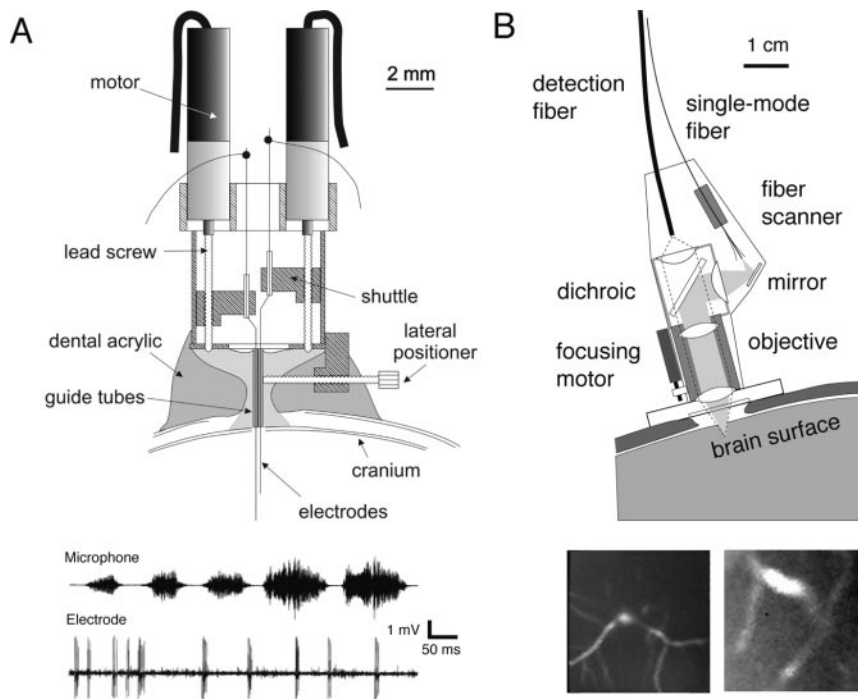 A
motor
2 mm
lead screw
shuttle
dental acrylic
lateral
positioner
guide tubes
cranium
electrodes
Microphone
Electrode
1 mV
50 ms
B
1 cm
detection
fiber
single-mode
fiber
fiber
scanner
dichroic
mirror
focusing
motor
objective
brain surface